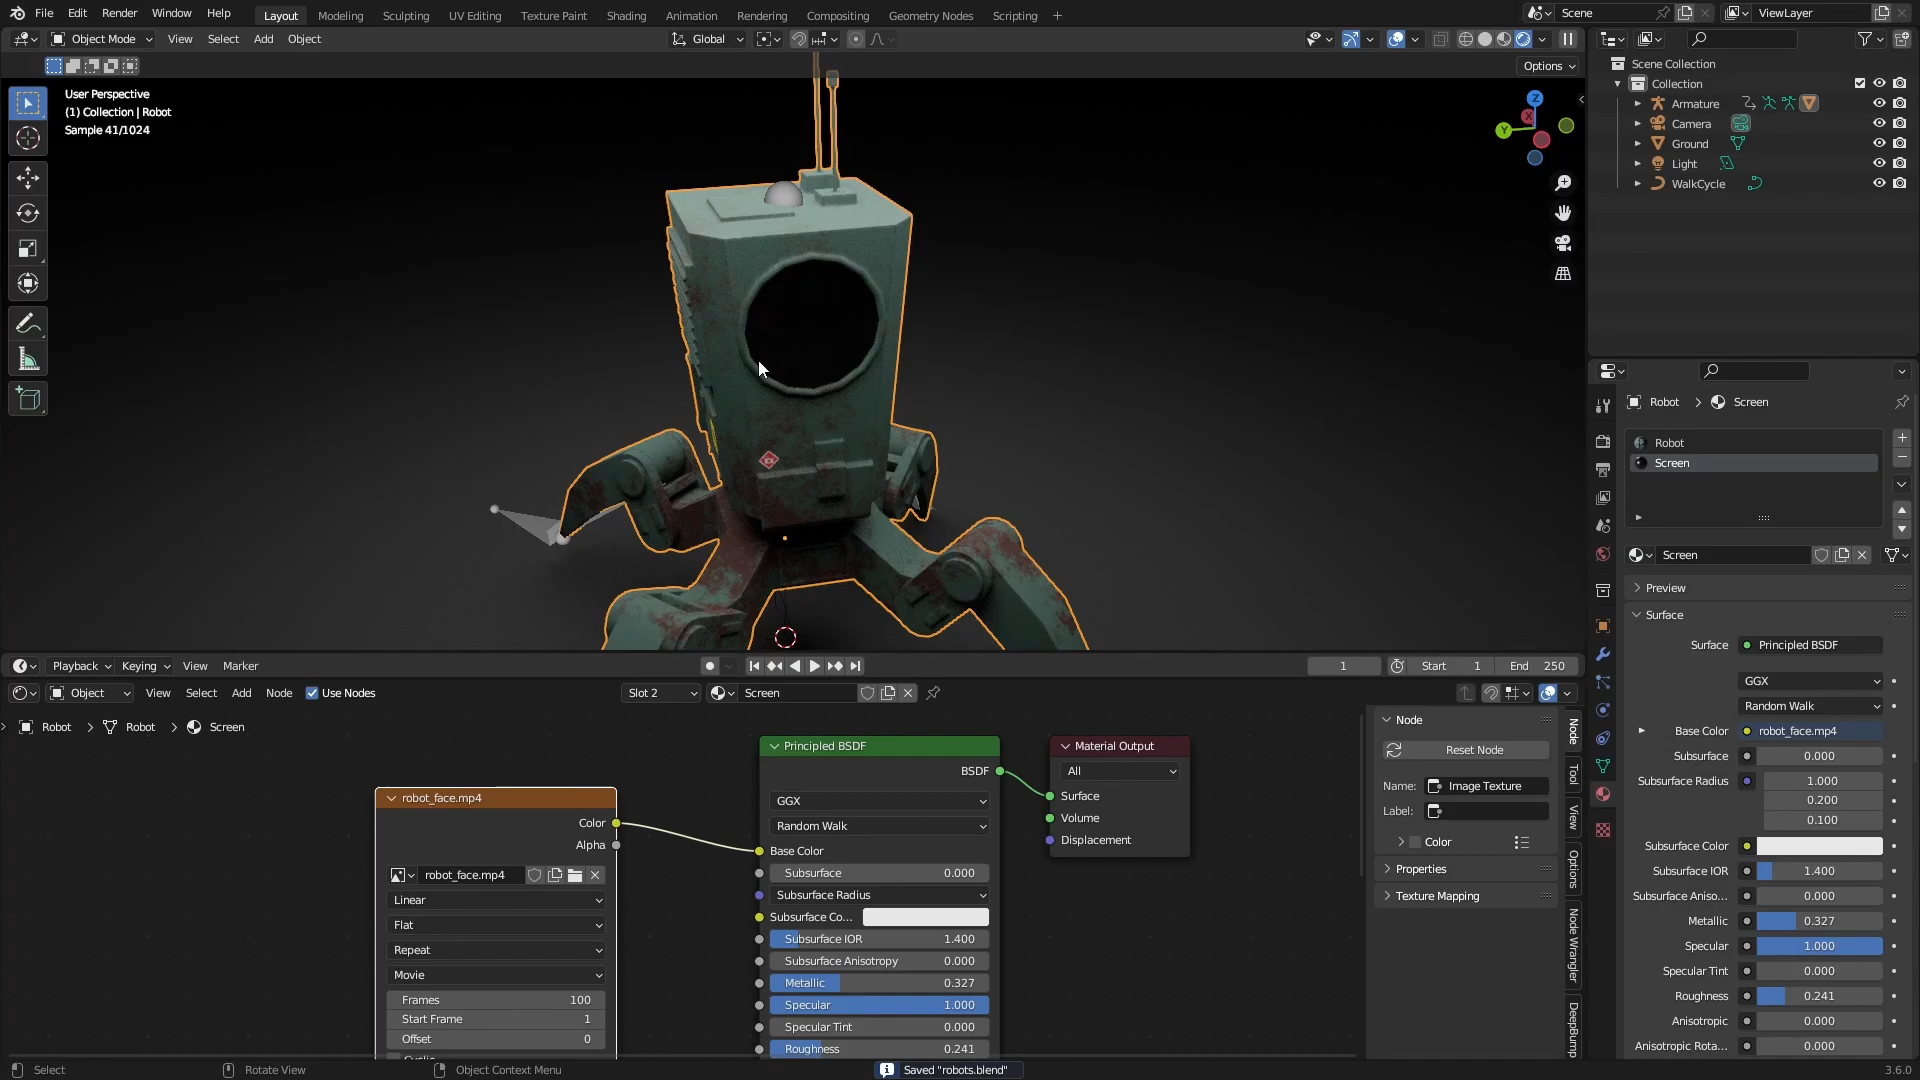 File Edit Render Window Help
Layout Modeling Sculpting UV Editing Texture Paint Shading Animation Rendering Compositing Geometry Nodes Scripting +
Scene
ViewLayer
Object Mode View Select Add Object
Global
Options
User Perspective
(1) Collection | Robot
Sample 41/1024
Z
Y
X
Scene Collection
Collection
Armature
Camera
Ground
Light
WalkCycle
Robot > Screen
Robot
Screen
Screen
Preview
Surface
Surface Principled BSDF
GGX
Random Walk
Base Color robot_face.mp4
Subsurface 0.000
Subsurface Radius 1.000
0.200
0.100
Subsurface Color
Subsurface IOR 1.400
Subsurface Aniso... 0.000
Metallic 0.327
Specular 1.000
Specular Tint 0.000
Roughness 0.241
Anisotropic 0.000
Anisotropic Rota... 0.000
Playback Keying View Marker
1
Start 1
End 250
Object View Select Add Node Use Nodes
Slot 2
Screen
Robot > Robot > Screen
robot_face.mp4
Color
Alpha
robot_face.mp4
Linear
Flat
Repeat
Movie
Frames 100
Start Frame 1
Offset 0
Cyclic
Principled BSDF
BSDF
GGX
Random Walk
Base Color
Subsurface 0.000
Subsurface Radius
Subsurface Co...
Subsurface IOR 1.400
Subsurface Anisotropy 0.000
Metallic 0.327
Specular 1.000
Specular Tint 0.000
Roughness 0.241
Material Output
All
Surface
Volume
Displacement
Node
Reset Node
Name: Image Texture
Label:
Color
Properties
Texture Mapping
Node
Tool
View
Options
Node Wrangler
DeepBump
Select
Rotate View
Object Context Menu
Saved "robots.blend"
3.6.0